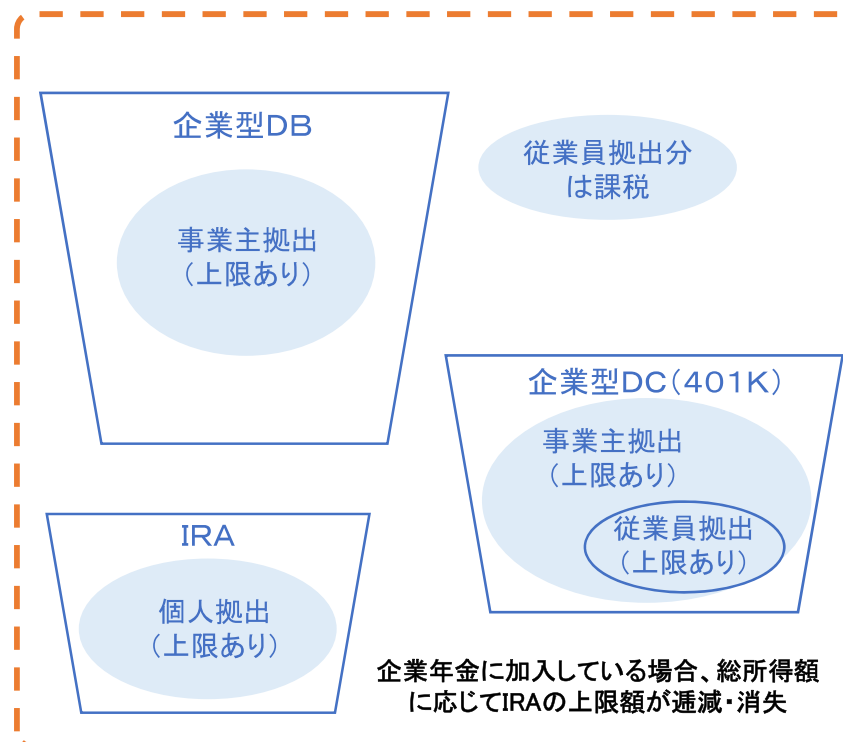 企業型DB
事業主拠出
(上限あり)
従業員拠出分
は課税
企業型DC(401K)
事業主拠出
(上限あり)
従業員拠出
(上限あり)
IRA
個人拠出
(上限あり)
企業年金に加入している場合、総所得額
に応じてIRAの上限額が逓減・消失